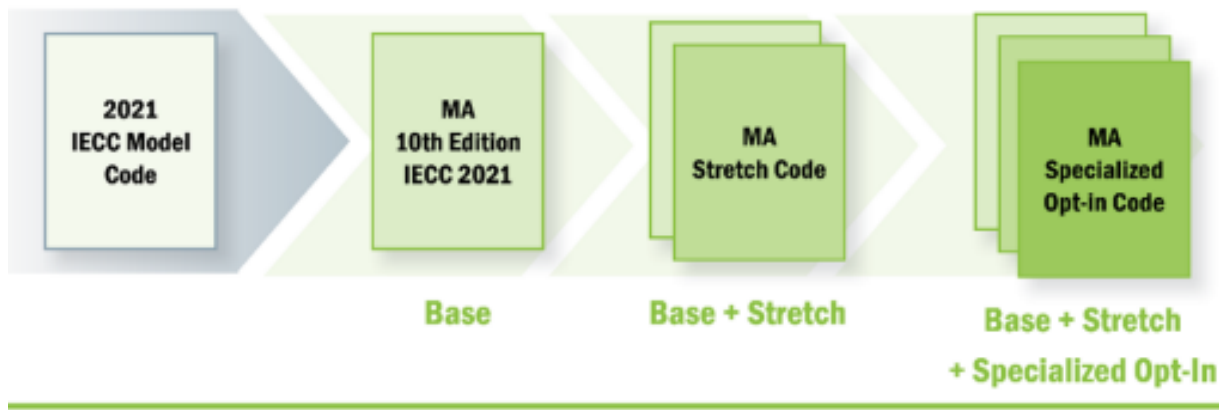 2021
IECC Model
Code
MA
10th Edition
IECC 2021
MA
Stretch Code
MA
Specialized
Opt-in Code
Base
Base + Stretch
Base + Stretch
+ Specialized Opt-In